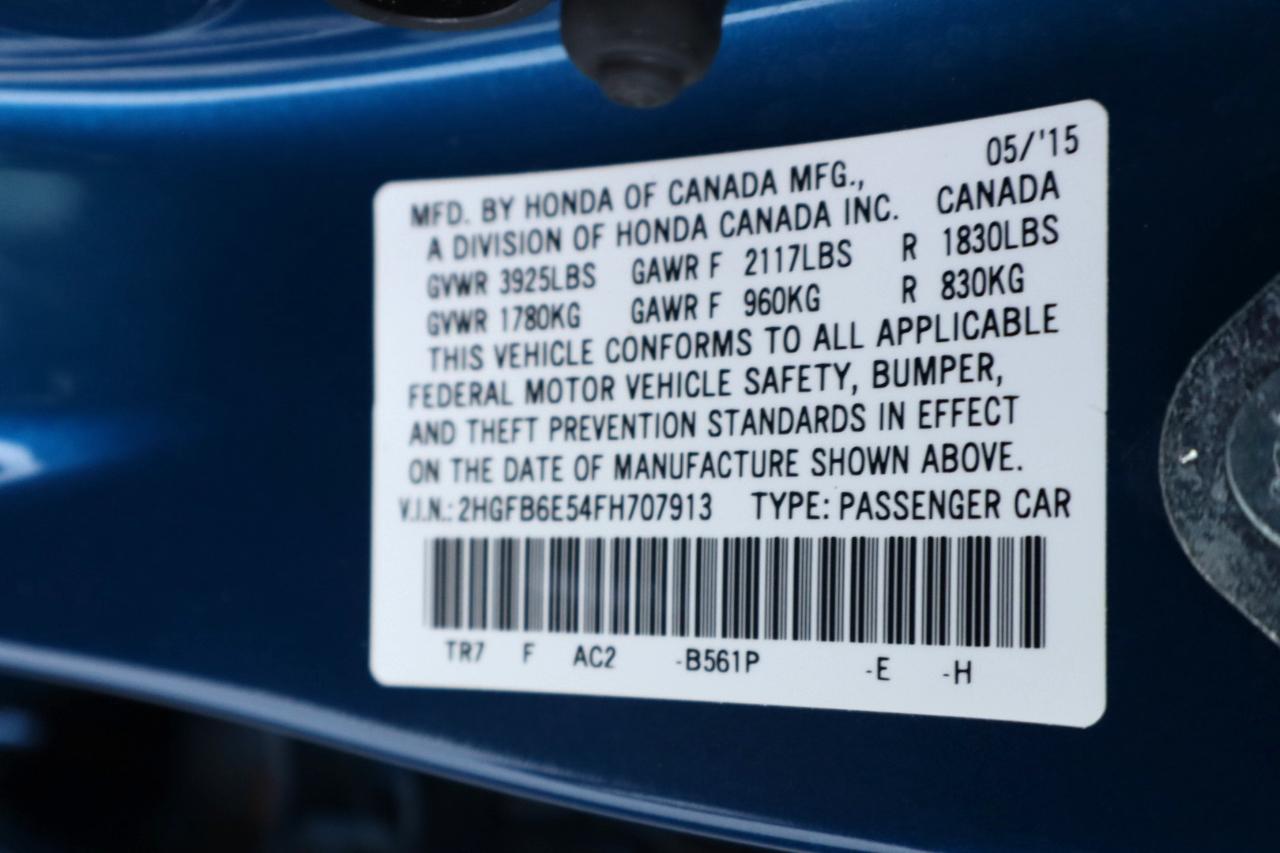 05/'15
MFD. BY HONDA OF CANADA MFG.,
A DIVISION OF HONDA CANADA INC. CANADA
GVWR 3925LBS GAWR F 2117LBS R 1830LBS
GVWR 1780KG GAWR F 960KG R 830KG
THIS VEHICLE CONFORMS TO ALL APPLICABLE
FEDERAL MOTOR VEHICLE SAFETY, BUMPER,
AND THEFT PREVENTION STANDARDS IN EFFECT
ON THE DATE OF MANUFACTURE SHOWN ABOVE.
V.I.N.: 2HGFB6E54FH707913 TYPE: PASSENGER CAR
TR7 F AC2 -B561P -E -H